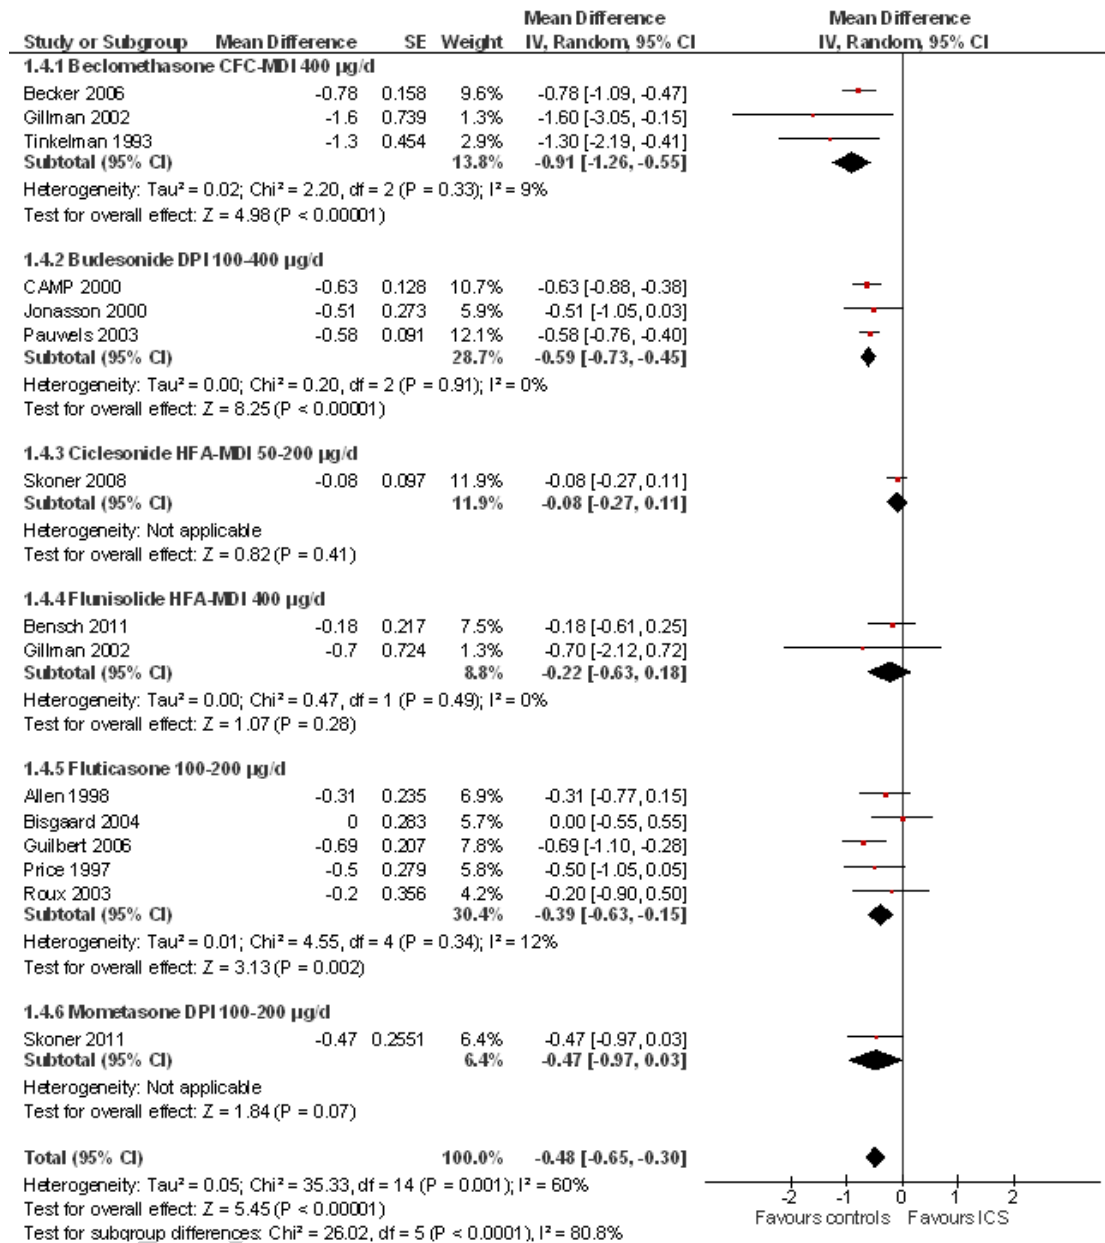 Mean Difference Mean Difference
Study or Subgroup Mean Difference SE Weight IV, Random, 95% CI IV, Random, 95% CI
1.4.1 Beclomethasone CFC-MDI 400 µg/d
Becker 2006 -0.78 0.158 9.6% -0.78 [-1.09, -0.47]
Gillman 2002 -1.6 0.739 1.3% -1.60 [-3.05, -0.15]
Tinkelman 1993 -1.3 0.454 2.9% -1.30 [-2.19, -0.41]
Subtotal (95% CI) 13.8% -0.91 [-1.26, -0.55]
Heterogeneity: Tau² = 0.02; Chi² = 2.20, df = 2 (P = 0.33); I² = 9%
Test for overall effect: Z = 4.98 (P < 0.00001)
1.4.2 Budesonide DPI 100-400 µg/d
CAMP 2000 -0.63 0.128 10.7% -0.63 [-0.88, -0.38]
Jonasson 2000 -0.51 0.273 5.9% -0.51 [-1.05, 0.03]
Pauwels 2003 -0.58 0.091 12.1% -0.58 [-0.76, -0.40]
Subtotal (95% CI) 28.7% -0.59 [-0.73, -0.45]
Heterogeneity: Tau² = 0.00; Chi² = 0.20, df = 2 (P = 0.91); I² = 0%
Test for overall effect: Z = 8.25 (P < 0.00001)
1.4.3 Ciclesonide HFA-MDI 50-200 µg/d
Skoner 2008 -0.08 0.097 11.9% -0.08 [-0.27, 0.11]
Subtotal (95% CI) 11.9% -0.08 [-0.27, 0.11]
Heterogeneity: Not applicable
Test for overall effect: Z = 0.82 (P = 0.41)
1.4.4 Flunisolide HFA-MDI 400 µg/d
Bensch 2011 -0.18 0.217 7.5% -0.18 [-0.61, 0.25]
Gillman 2002 -0.7 0.724 1.3% -0.70 [-2.12, 0.72]
Subtotal (95% CI) 8.8% -0.22 [-0.63, 0.18]
Heterogeneity: Tau² = 0.00; Chi² = 0.47, df = 1 (P = 0.49); I² = 0%
Test for overall effect: Z = 1.07 (P = 0.28)
1.4.5 Fluticasone 100-200 µg/d
Allen 1998 -0.31 0.235 6.9% -0.31 [-0.77, 0.15]
Bisgaard 2004 0 0.283 5.7% 0.00 [-0.55, 0.55]
Guilbert 2006 -0.69 0.207 7.8% -0.69 [-1.10, -0.28]
Price 1997 -0.5 0.279 5.8% -0.50 [-1.05, 0.05]
Roux 2003 -0.2 0.356 4.2% -0.20 [-0.90, 0.50]
Subtotal (95% CI) 30.4% -0.39 [-0.63, -0.15]
Heterogeneity: Tau² = 0.01; Chi² = 4.55, df = 4 (P = 0.34); I² = 12%
Test for overall effect: Z = 3.13 (P = 0.002)
1.4.6 Mometasone DPI 100-200 µg/d
Skoner 2011 -0.47 0.2551 6.4% -0.47 [-0.97, 0.03]
Subtotal (95% CI) 6.4% -0.47 [-0.97, 0.03]
Heterogeneity: Not applicable
Test for overall effect: Z = 1.84 (P = 0.07)
Total (95% CI) 100.0% -0.48 [-0.65, -0.30]
Heterogeneity: Tau² = 0.05; Chi² = 35.33, df = 14 (P = 0.001); I² = 60%
Test for overall effect: Z = 5.45 (P < 0.00001)
Test for subgroup differences: Chi² = 26.02, df = 5 (P < 0.0001), I² = 80.8%
-2 -1 0 1 2
Favours controls Favours ICS